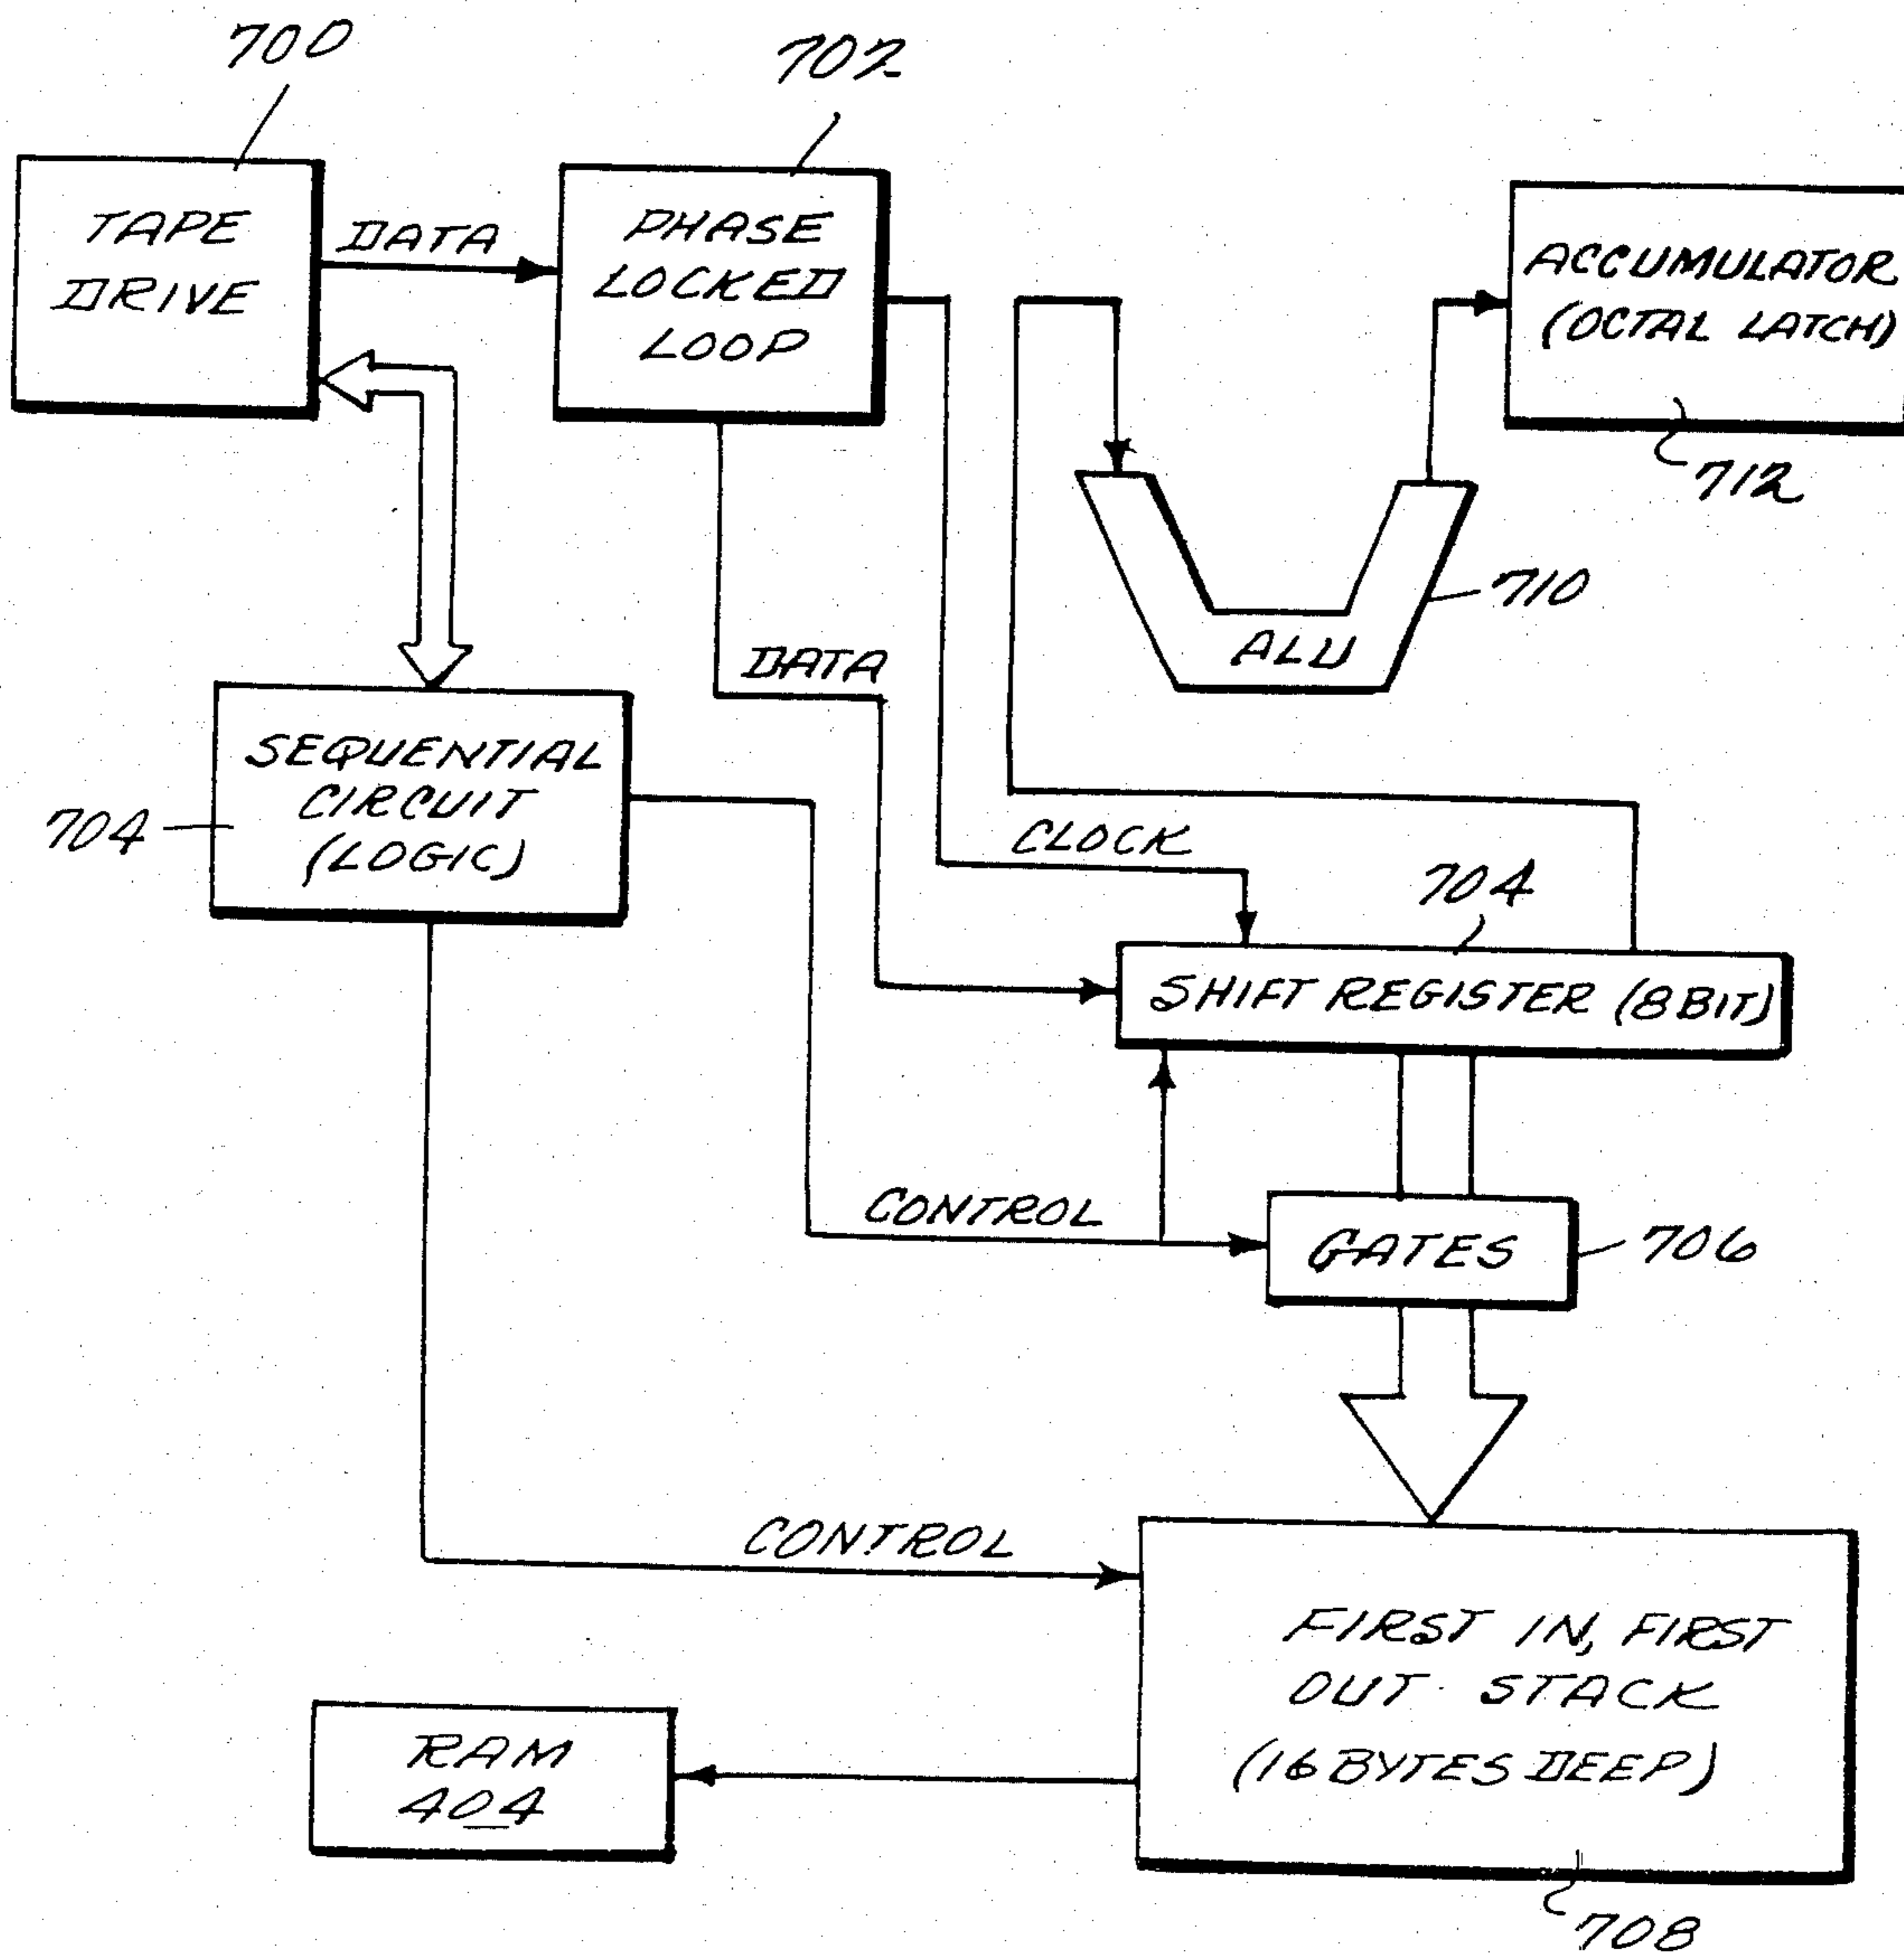 700
702
TAPE
DRIVE
DATA
PHASE
LOCKED
LOOP
ACCUMULATOR
(OCTAL LATCH)
712
710
ALU
DATA
SEQUENTIAL
CIRCUIT
(LOGIC)
704
CLOCK
704
SHIFT REGISTER (8 BIT)
CONTROL
GATES
706
CONTROL
FIRST IN, FIRST
OUT STACK
(16 BYTES DEEP)
RAM
404
708